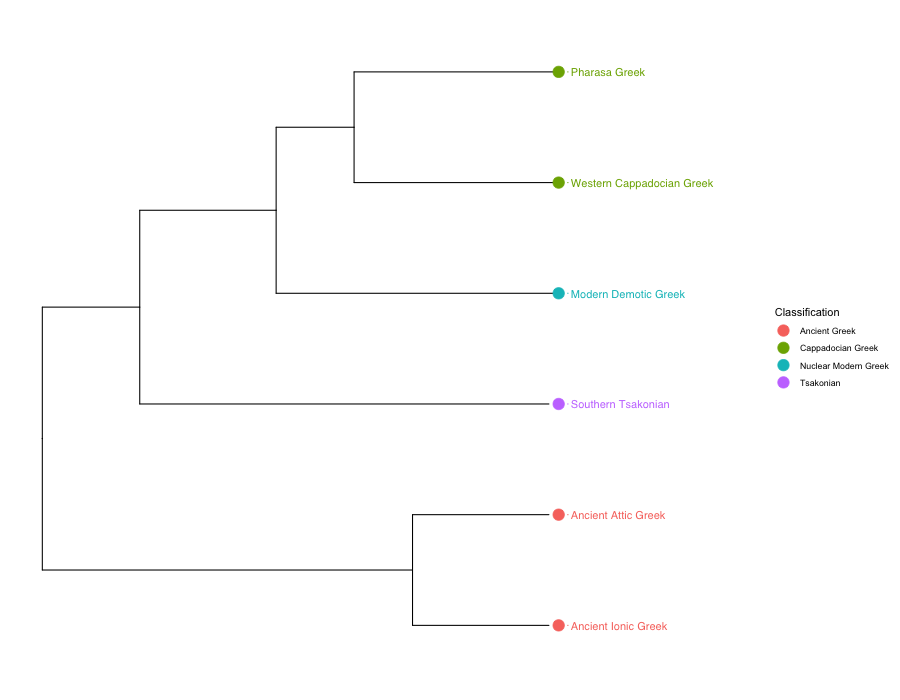 Pharasa Greek
Western Cappadocian Greek
Modern Demotic Greek
Southern Tsakonian
Ancient Attic Greek
Ancient Ionic Greek
Classification
Ancient Greek
Cappadocian Greek
Nuclear Modern Greek
Tsakonian